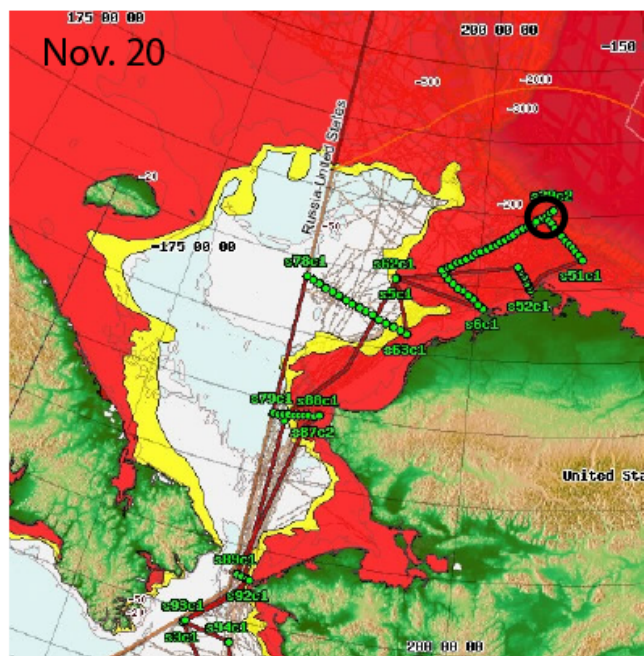 175 00 00
200 00 00
-150
Nov. 20
-500
-2000
-3000
Russia-United States
-20
-200
-50
-175 00 00
s78c1
s62c1
s51c1
s5c1
s52c1
s6c1
s63c1
s79c1
s87c2
United Sta
s92c1
-50
s93c1
-20
s94c1
s3c1
200 00 00